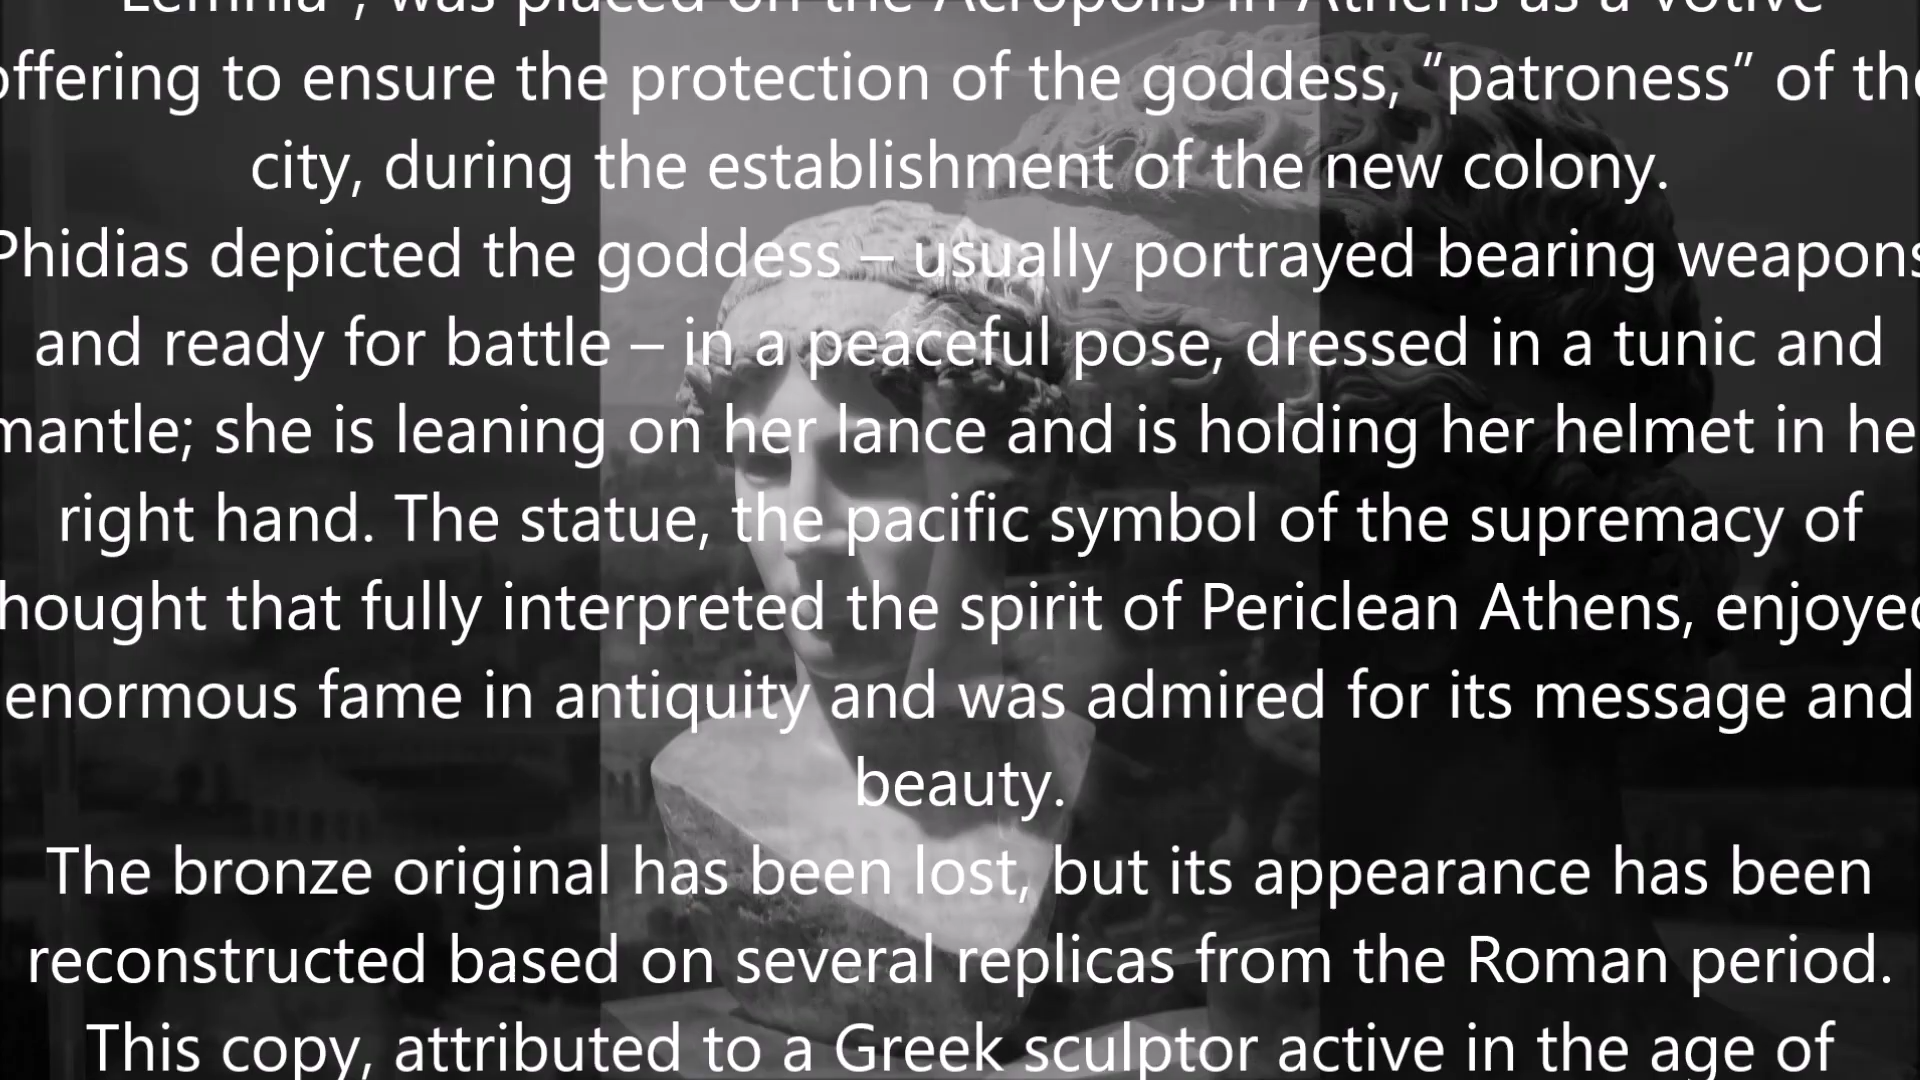 Lemnia", was placed on the Acropolis in Athens as a votive
offering to ensure the protection of the goddess, “patroness” of the
city, during the establishment of the new colony.
Phidias depicted the goddess – usually portrayed bearing weapons
and ready for battle – in a peaceful pose, dressed in a tunic and
mantle; she is leaning on her lance and is holding her helmet in he
right hand. The statue, the pacific symbol of the supremacy of
hought that fully interpreted the spirit of Periclean Athens, enjoyed
enormous fame in antiquity and was admired for its message and
beauty.
The bronze original has been lost, but its appearance has been
reconstructed based on several replicas from the Roman period.
This copy, attributed to a Greek sculptor active in the age of